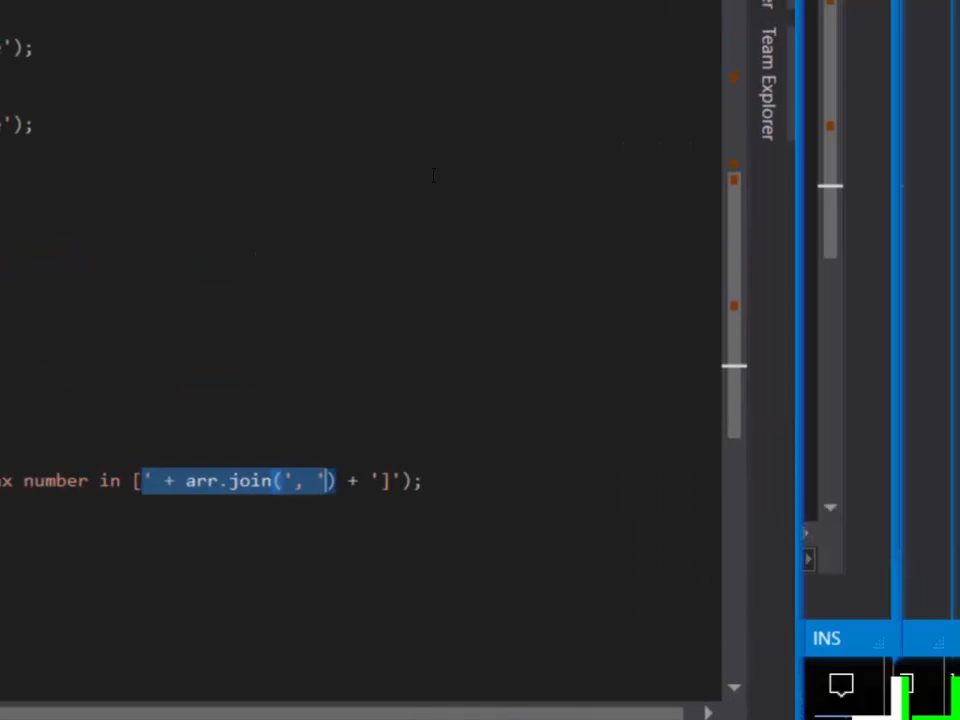 ');
');
Team Explorer
number in [' + arr.join(', ') + ']');
INS